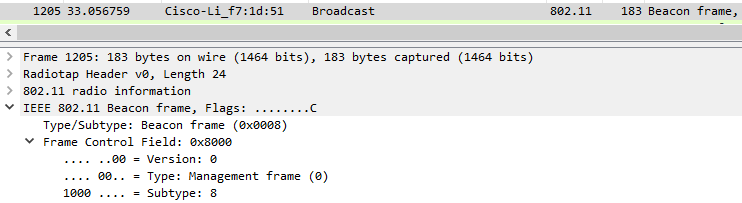 1205 33.056759 Cisco-Li_f7:1d:51 Broadcast 802.11 183 Beacon frame,
Frame 1205: 183 bytes on wire (1464 bits), 183 bytes captured (1464 bits)
Radiotap Header v0, Length 24
802.11 radio information
IEEE 802.11 Beacon frame, Flags: ........C
Type/Subtype: Beacon frame (0x0008)
Frame Control Field: 0x8000
.... ..00 = Version: 0
.... 00.. = Type: Management frame (0)
1000 .... = Subtype: 8